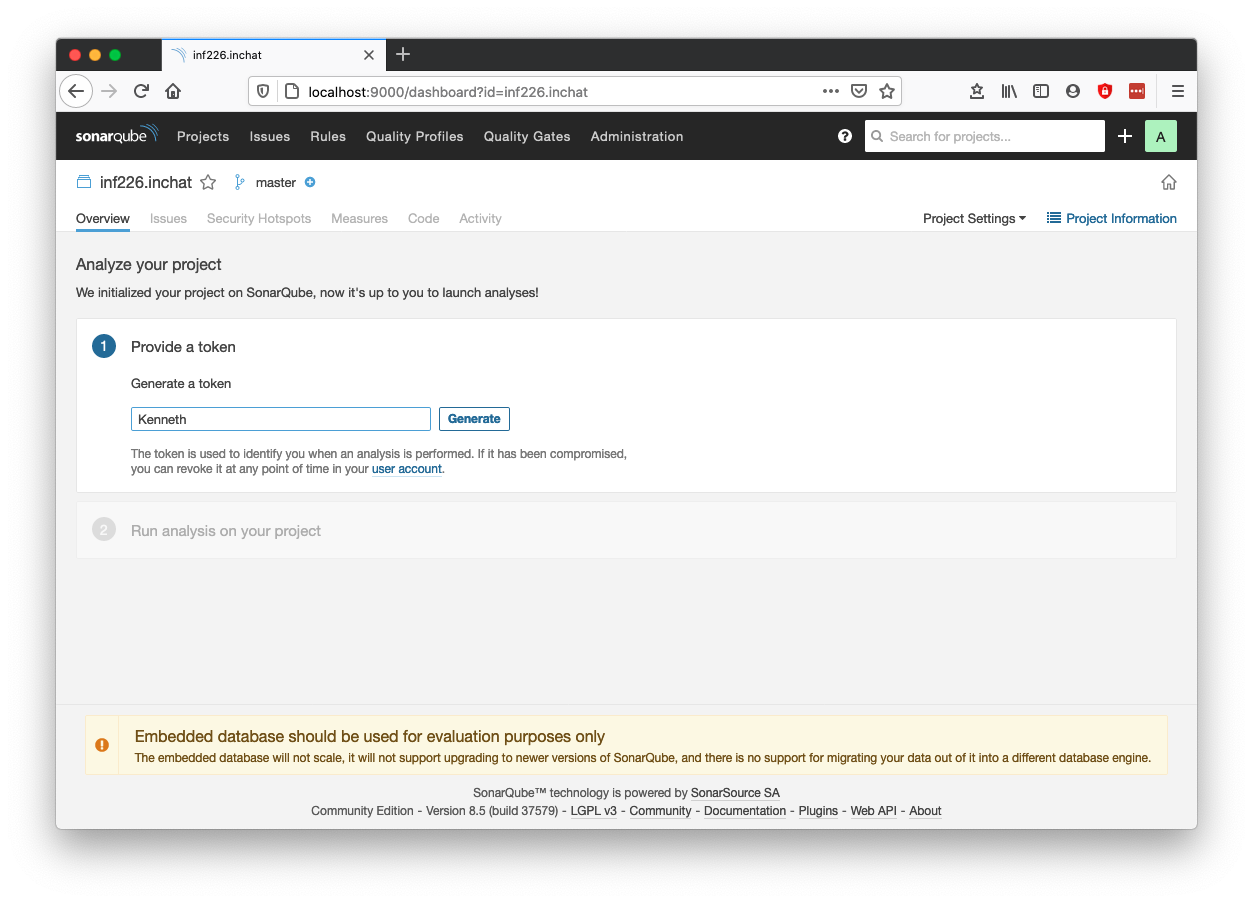 inf226.inchat
localhost:9000/dashboard?id=inf226.inchat
sonarqube Projects Issues Rules Quality Profiles Quality Gates Administration ? Search for projects... A
inf226.inchat master
Overview Issues Security Hotspots Measures Code Activity Project Settings Project Information
Analyze your project
We initialized your project on SonarQube, now it's up to you to launch analyses!
1 Provide a token
Generate a token
Kenneth Generate
The token is used to identify you when an analysis is performed. If it has been compromised,
you can revoke it at any point of time in your user account.
2 Run analysis on your project
Embedded database should be used for evaluation purposes only
The embedded database will not scale, it will not support upgrading to newer versions of SonarQube, and there is no support for migrating your data out of it into a different database engine.
SonarQube™ technology is powered by SonarSource SA
Community Edition - Version 8.5 (build 37579) - LGPL v3 - Community - Documentation - Plugins - Web API - About